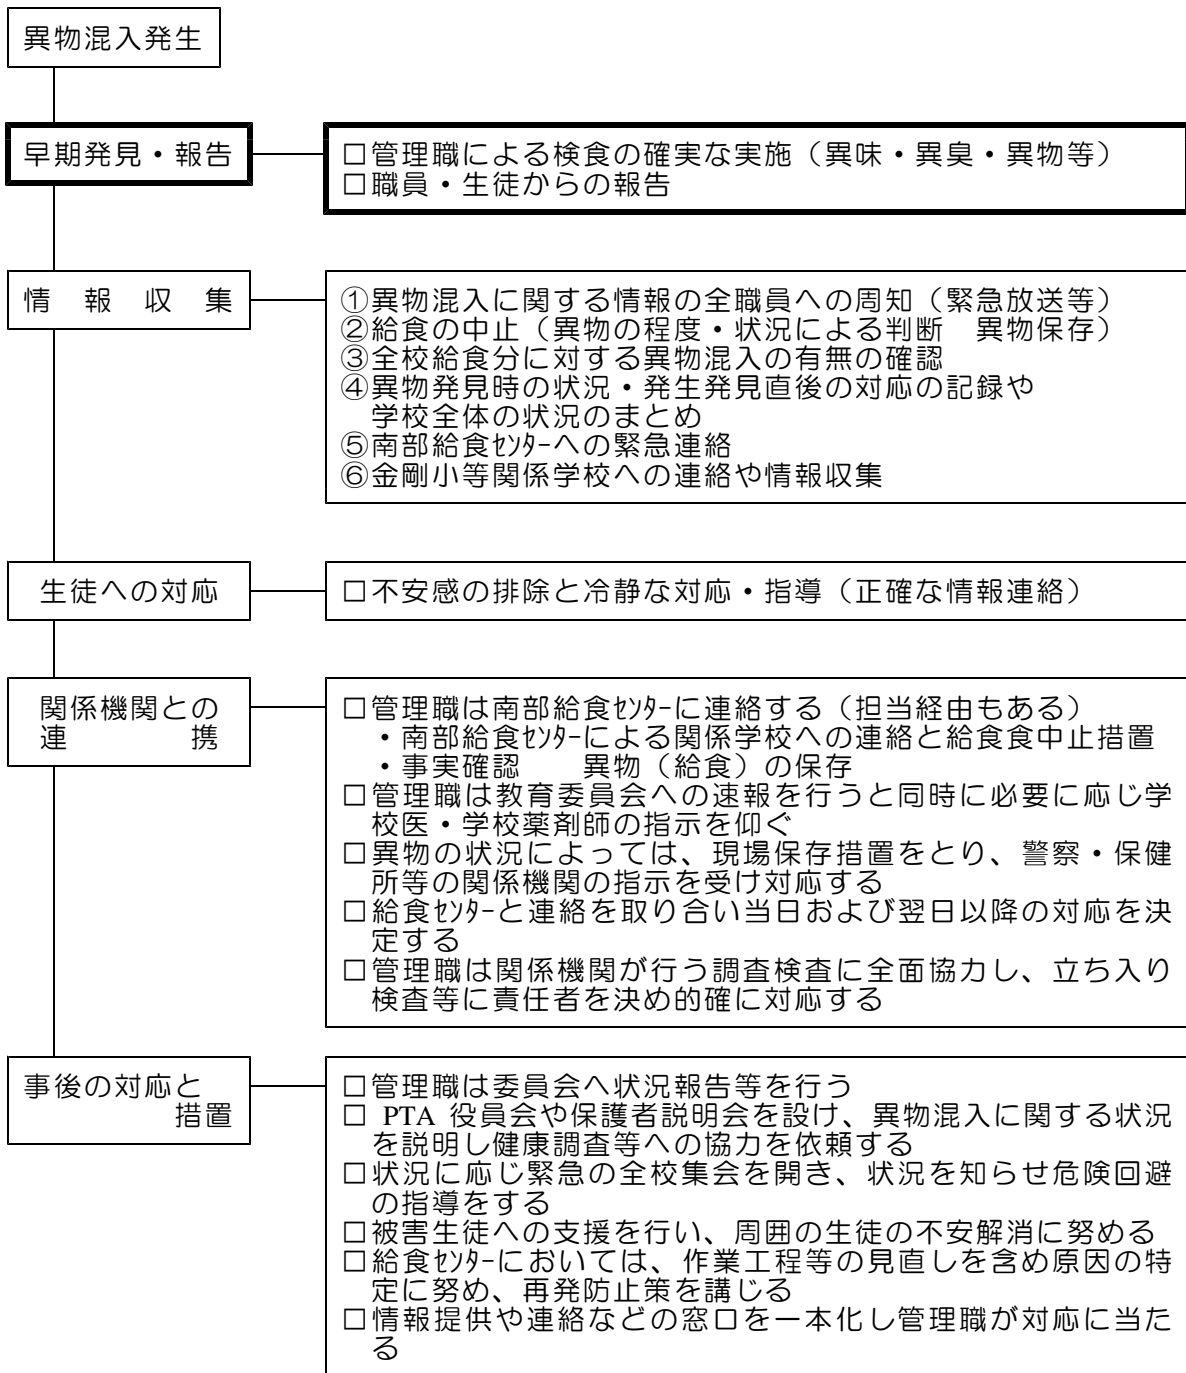 異物混入発生
早期発見・報告
□管理職による検食の確実な実施（異味・異臭・異物等）
□職員・生徒からの報告
情　報　収　集
①異物混入に関する情報の全職員への周知（緊急放送等）
②給食の中止（異物の程度・状況による判断　異物保存）
③全校給食分に対する異物混入の有無の確認
④異物発見時の状況・発生発見直後の対応の記録や
学校全体の状況のまとめ
⑤南部給食ｾﾝﾀｰへの緊急連絡
⑥金剛小等関係学校への連絡や情報収集
生徒への対応
□不安感の排除と冷静な対応・指導（正確な情報連絡）
関係機関との
連　　　　携
□管理職は南部給食ｾﾝﾀｰに連絡する（担当経由もある）
・南部給食ｾﾝﾀｰによる関係学校への連絡と給食食中止措置
・事実確認　　異物（給食）の保存
□管理職は教育委員会への速報を行うと同時に必要に応じ学
校医・学校薬剤師の指示を仰ぐ
□異物の状況によっては、現場保存措置をとり、警察・保健
所等の関係機関の指示を受け対応する
□給食ｾﾝﾀｰと連絡を取り合い当日および翌日以降の対応を決
定する
□管理職は関係機関が行う調査検査に全面協力し、立ち入り
検査等に責任者を決め的確に対応する
事後の対応と
措置
□管理職は委員会へ状況報告等を行う
□ PTA 役員会や保護者説明会を設け、異物混入に関する状況
を説明し健康調査等への協力を依頼する
□状況に応じ緊急の全校集会を開き、状況を知らせ危険回避
の指導をする
□被害生徒への支援を行い、周囲の生徒の不安解消に努める
□給食ｾﾝﾀｰにおいては、作業工程等の見直しを含め原因の特
定に努め、再発防止策を講じる
□情報提供や連絡などの窓口を一本化し管理職が対応に当た
る